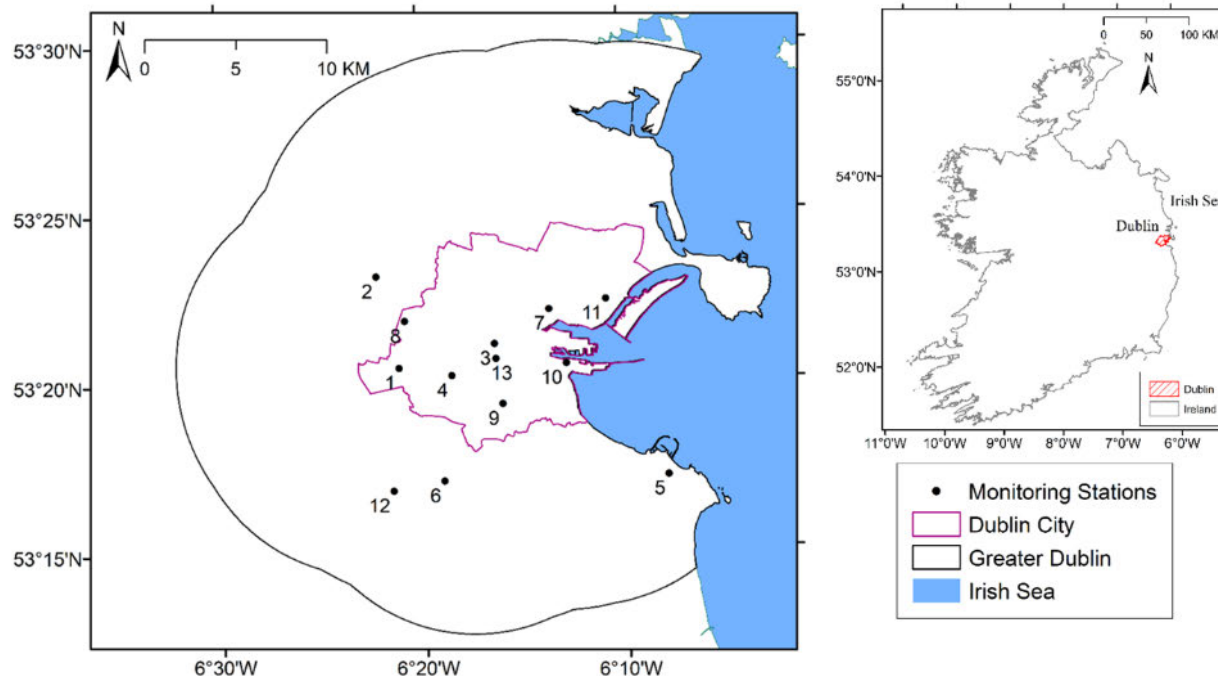 N
0 5 10 KM
53°30'N
53°25'N
53°20'N
53°15'N
6°30'W 6°20'W 6°10'W
2
8
1
4
3
13
9
7
11
10
5
12
6
0 50 100 KM
N
55°0'N
54°0'N
53°0'N
52°0'N
Irish Se
Dublin
Dublin
Ireland
11°0'W 10°0'W 9°0'W 8°0'W 7°0'W 6°0'W
Monitoring Stations
Dublin City
Greater Dublin
Irish Sea